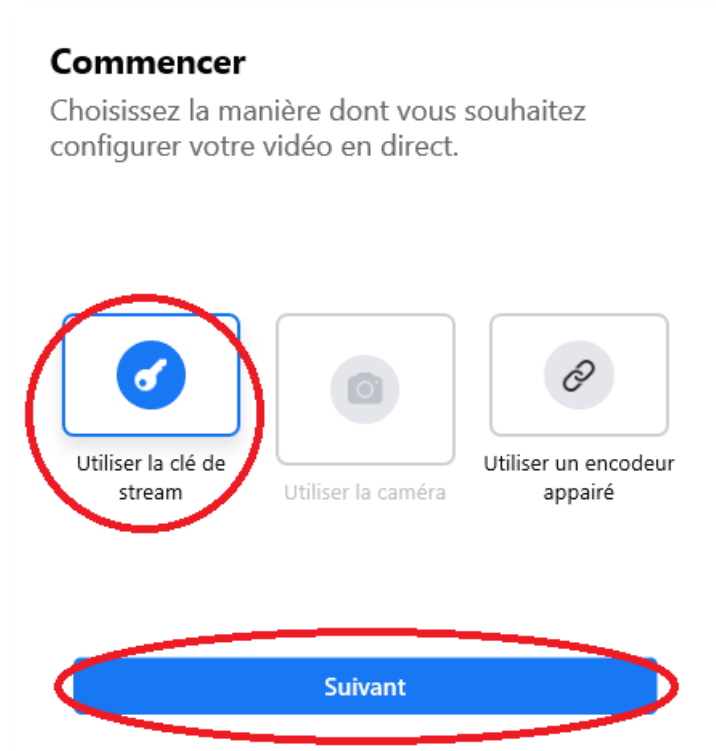 Commencer
Choisissez la manière dont vous souhaitez
configurer votre vidéo en direct.
Utiliser la clé de
stream
Utiliser la caméra
Utiliser un encodeur
appairé
Suivant